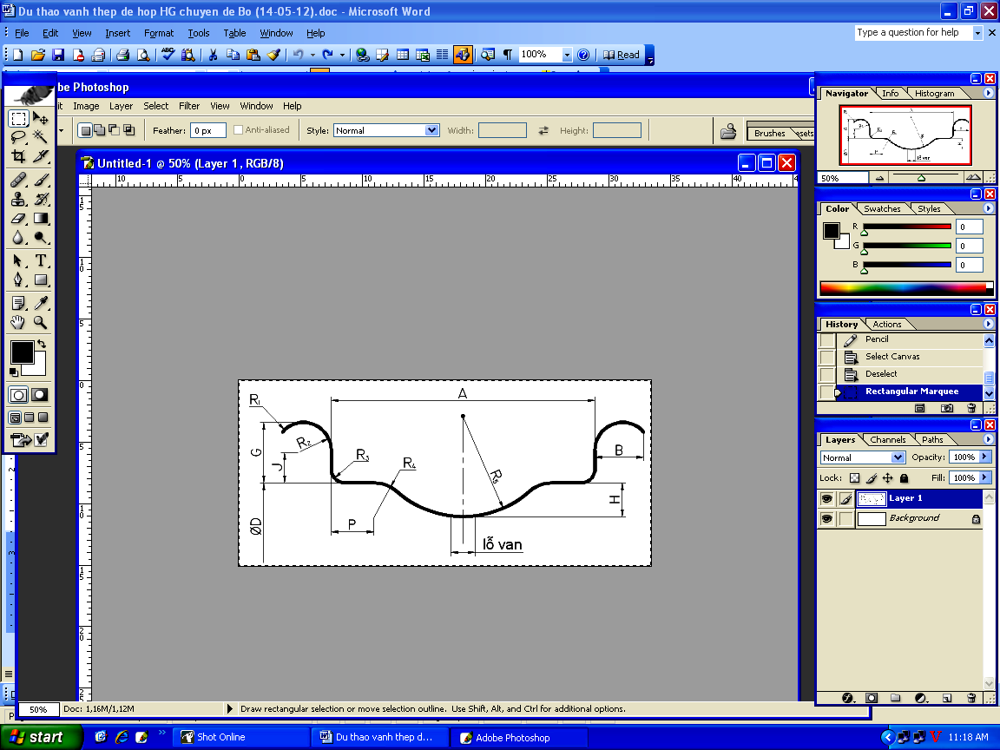 Du thao vanh thep de hop HG chuyen de Bo (14-05-12).doc - Microsoft Word
File Edit View Insert Format Tools Table Window Help
Type a question for help
100% Read
be Photoshop
it Image Layer Select Filter View Window Help
Feather: 0 px Anti-aliased Style: Normal Width: Height: Brushes esets
Untitled-1 @ 50% (Layer 1, RGB/8)
10 5 0 5 10 15 20 25 30 35 40
A
R1
R2
G
J
R3
R4
R5
B
H
P
ØD
lỗ van
50% Doc: 1,16M/1,12M Draw rectangular selection or move selection outline. Use Shift, Alt, and Ctrl for additional options.
Navigator Info Histogram
lỗ van
50%
Color Swatches Styles
R 0
G 0
B 0
History Actions
Pencil
Select Canvas
Deselect
Rectangular Marquee
Layers Channels Paths
Normal Opacity: 100%
Lock: Fill: 100%
Layer 1
Background
start Shot Online Du thao vanh thep d... Adobe Photoshop 11:18 AM